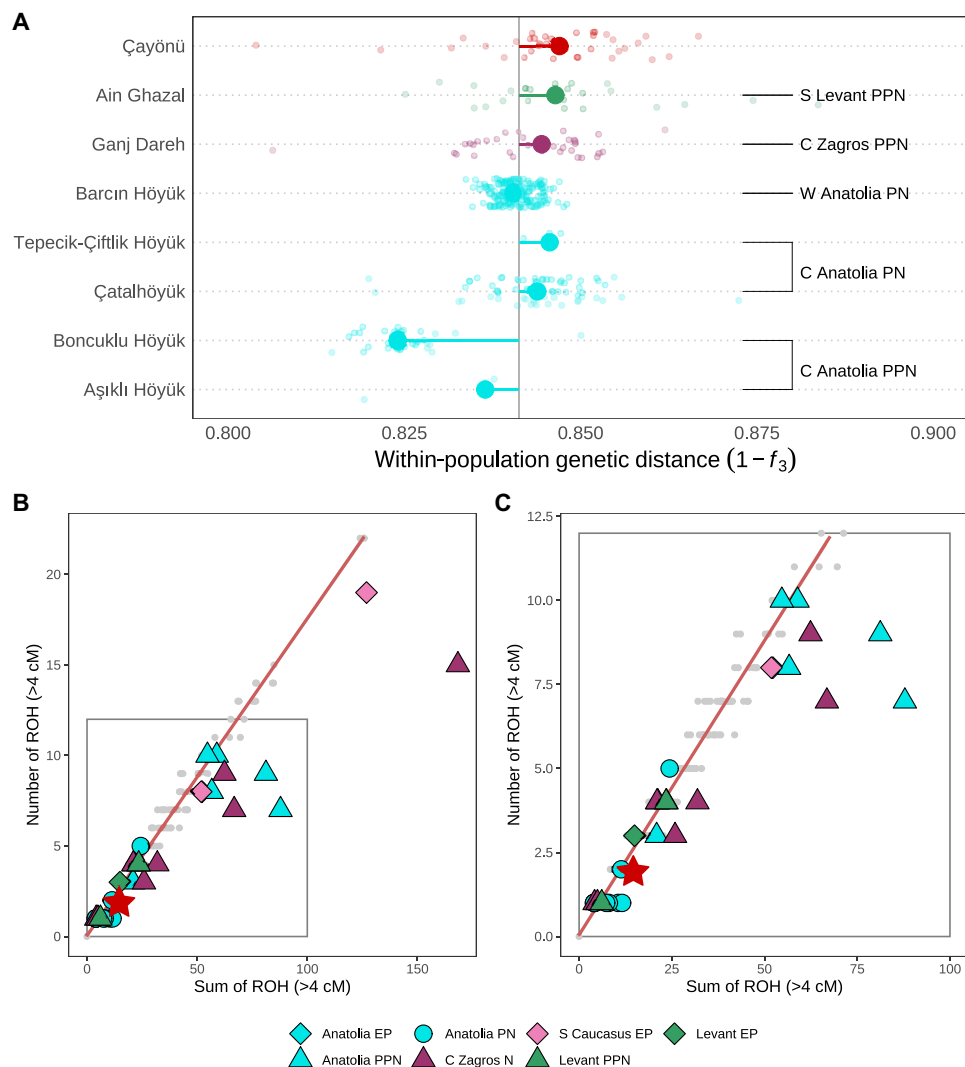 A
Çayönü
Ain Ghazal
S Levant PPN
Ganj Dareh
C Zagros PPN
Barcın Höyük
W Anatolia PN
Tepecik-Çiftlik Höyük
C Anatolia PN
Çatalhöyük
Boncuklu Höyük
C Anatolia PPN
Aşıklı Höyük
0.800 0.825 0.850 0.875 0.900
Within-population genetic distance (1−f3)
B
Number of ROH (>4 cM)
20
15
10
5
0
0 50 100 150
Sum of ROH (>4 cM)
C
Number of ROH (>4 cM)
12.5
10.0
7.5
5.0
2.5
0.0
0 25 50 75 100
Sum of ROH (>4 cM)
Anatolia EP Anatolia PN S Caucasus EP Levant EP
Anatolia PPN C Zagros N Levant PPN